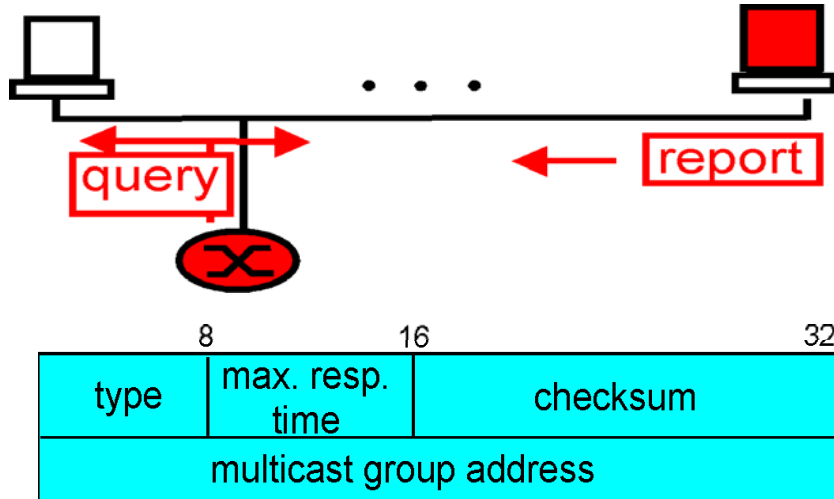 query
report
8 16 32
type
max. resp.
time
checksum
multicast group address